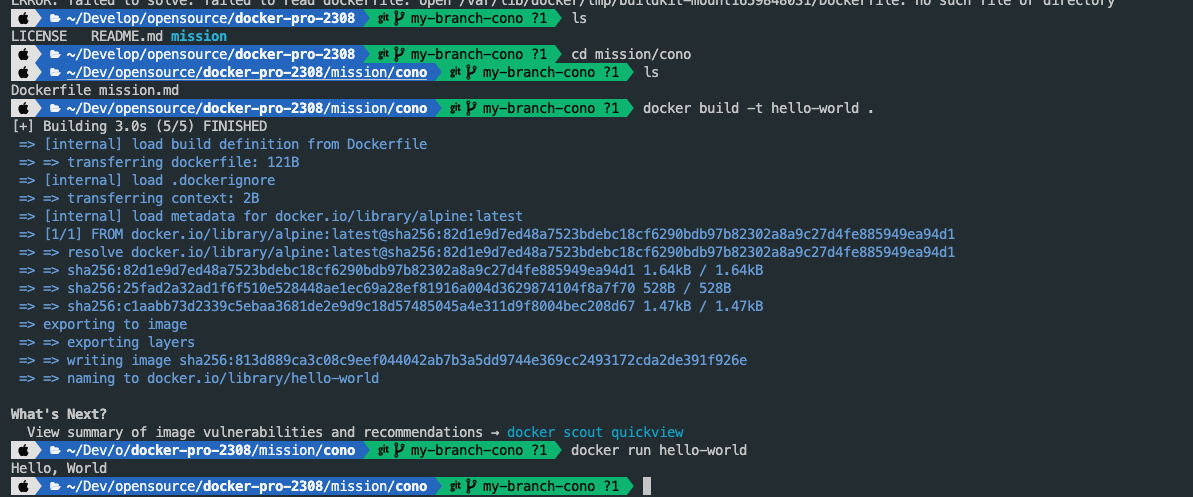 ERROR: failed to solve: failed to read dockerfile: open /var/lib/docker/tmp/buildkit-mount1659848031/Dockerfile: no such file or directory
~/Develop/opensource/docker-pro-2308 git my-branch-cono ?1 ls
LICENSE README.md mission
~/Develop/opensource/docker-pro-2308 git my-branch-cono ?1 cd mission/cono
~/Dev/opensource/docker-pro-2308/mission/cono git my-branch-cono ?1 ls
Dockerfile mission.md
~/Dev/opensource/docker-pro-2308/mission/cono git my-branch-cono ?1 docker build -t hello-world .
[+] Building 3.0s (5/5) FINISHED
=> [internal] load build definition from Dockerfile
=> => transferring dockerfile: 121B
=> [internal] load .dockerignore
=> => transferring context: 2B
=> [internal] load metadata for docker.io/library/alpine:latest
=> [1/1] FROM docker.io/library/alpine:latest@sha256:82d1e9d7ed48a7523bdebc18cf6290bdb97b82302a8a9c27d4fe885949ea94d1
=> => resolve docker.io/library/alpine:latest@sha256:82d1e9d7ed48a7523bdebc18cf6290bdb97b82302a8a9c27d4fe885949ea94d1
=> => sha256:82d1e9d7ed48a7523bdebc18cf6290bdb97b82302a8a9c27d4fe885949ea94d1 1.64kB / 1.64kB
=> => sha256:25fad2a32ad1f6f510e528448ae1ec69a28ef81916a004d3629874104f8a7f70 528B / 528B
=> => sha256:c1aabb73d2339c5ebaa3681de2e9d9c18d57485045a4e311d9f8004bec208d67 1.47kB / 1.47kB
=> exporting to image
=> => exporting layers
=> => writing image sha256:813d889ca3c08c9eef044042ab7b3a5dd9744e369cc2493172cda2de391f926e
=> => naming to docker.io/library/hello-world
What's Next?
View summary of image vulnerabilities and recommendations → docker scout quickview
~/Dev/o/docker-pro-2308/mission/cono git my-branch-cono ?1 docker run hello-world
Hello, World
~/Dev/opensource/docker-pro-2308/mission/cono git my-branch-cono ?1